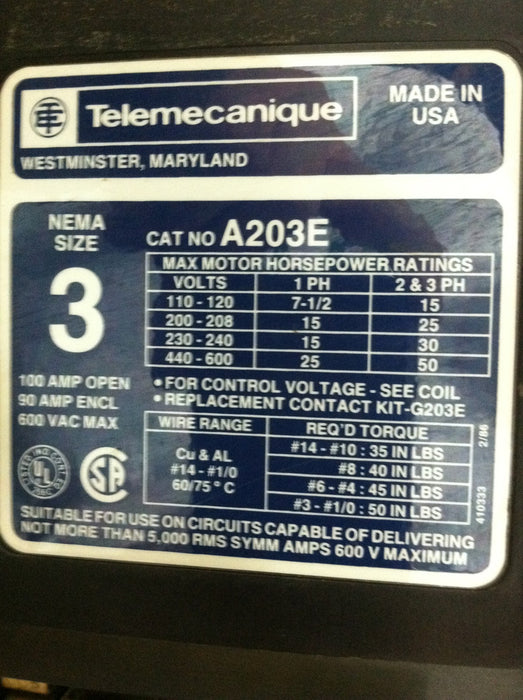 TE
Telemecanique
MADE IN
USA
WESTMINSTER, MARYLAND
NEMA
SIZE
3
CAT NO A203E
MAX MOTOR HORSEPOWER RATINGS
VOLTS 1 PH 2 & 3 PH
110 - 120 7-1/2 15
200 - 208 15 25
230 - 240 15 30
440 - 600 25 50
100 AMP OPEN
90 AMP ENCL
600 VAC MAX
• FOR CONTROL VOLTAGE - SEE COIL
• REPLACEMENT CONTACT KIT-G203E
WIRE RANGE REQ'D TORQUE
Cu & AL
#14 - #1/0
60/75° C
#14 - #10 : 35 IN LBS
#8 : 40 IN LBS
#6 - #4 : 45 IN LBS
#3 - #1/0 : 50 IN LBS
410333 2/86
UL
SA
SUITABLE FOR USE ON CIRCUITS CAPABLE OF DELIVERING
NOT MORE THAN 5,000 RMS SYMM AMPS 600 V MAXIMUM